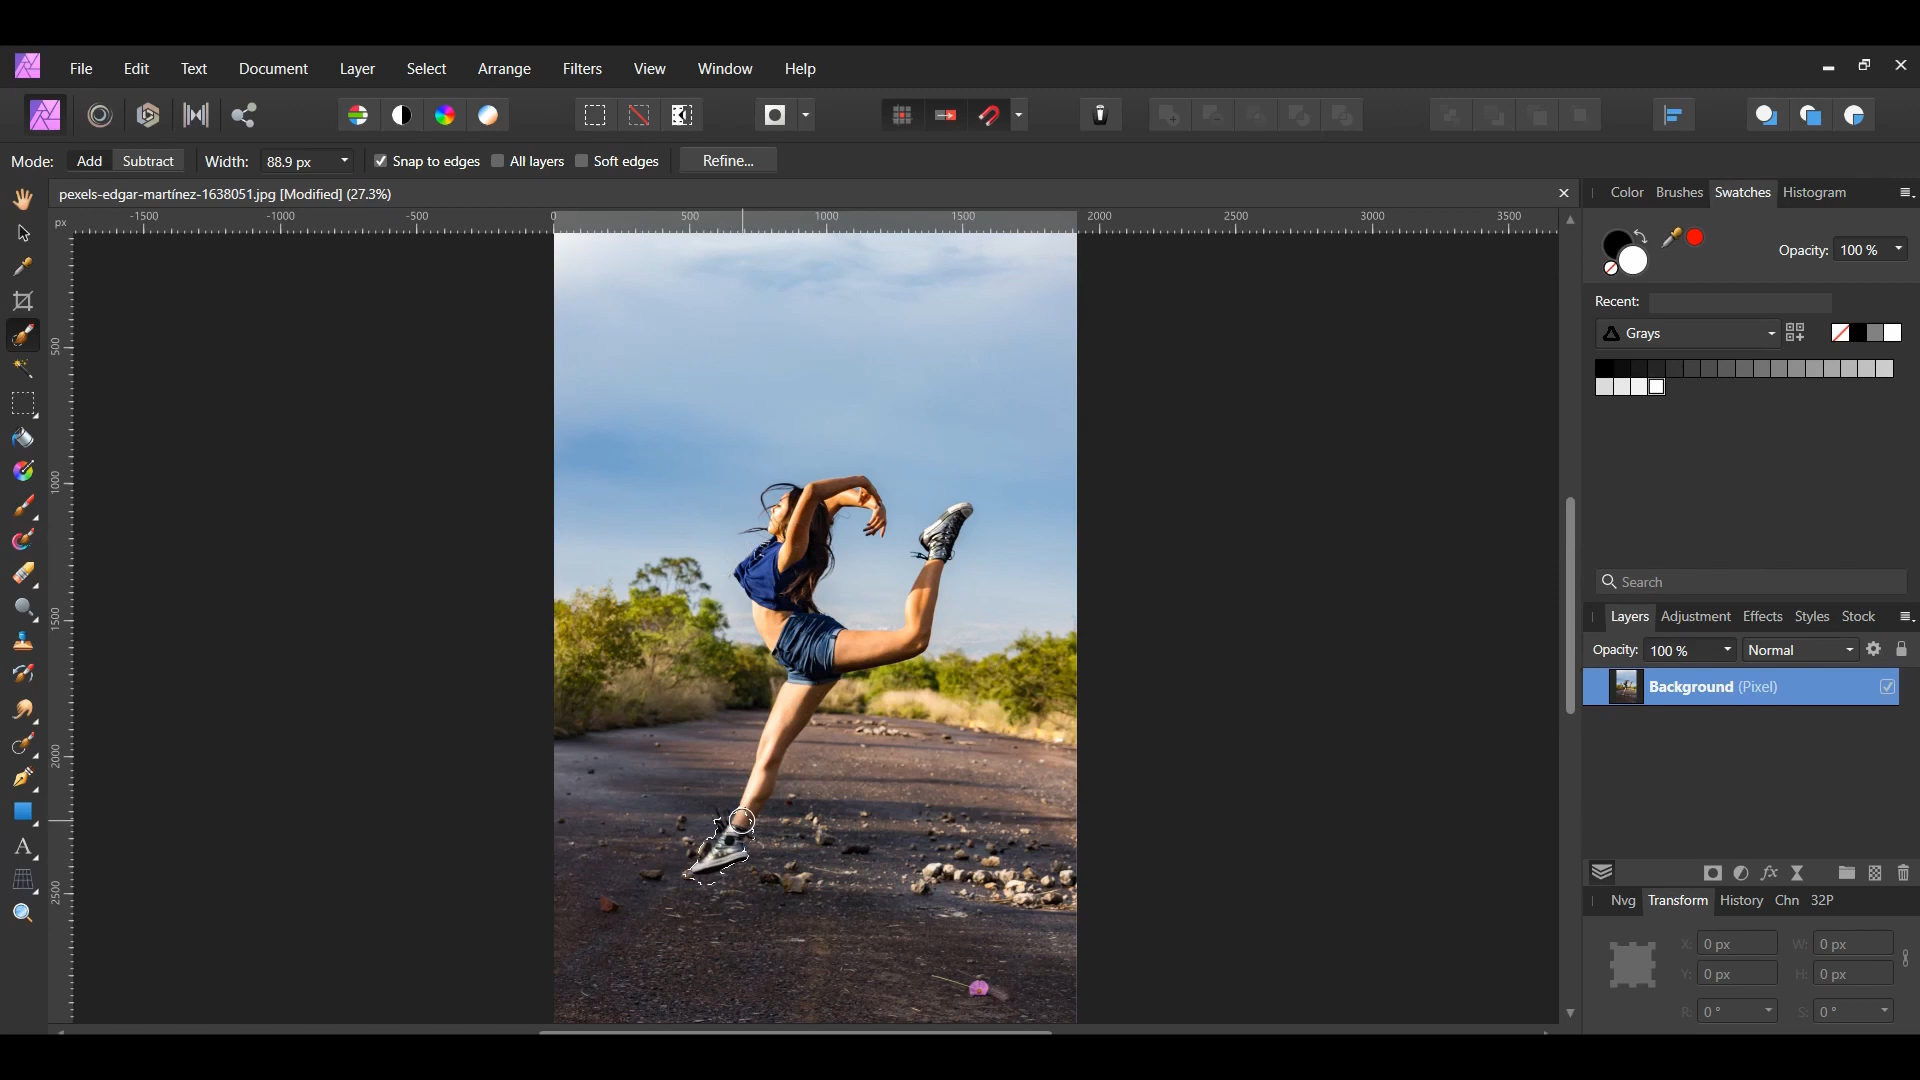 File Edit Text Document Layer Select Arrange Filters View Window Help
Mode: Add Subtract Width: 88.9 px Snap to edges All layers Soft edges Refine...
pexels-edgar-martínez-1638051.jpg [Modified] (27.3%)
Color Brushes Swatches Histogram
px -1500 -1000 -500 0 500 1000 1500 2000 2500 3000 3500
500
1000
1500
2000
2500
Opacity: 100 %
Recent:
Grays
Search
Layers Adjustment Effects Styles Stock
Opacity: 100 % Normal
Background (Pixel)
Nvg Transform History Chn 32P
X: 0 px W: 0 px
Y: 0 px H: 0 px
R: 0 ° S: 0 °